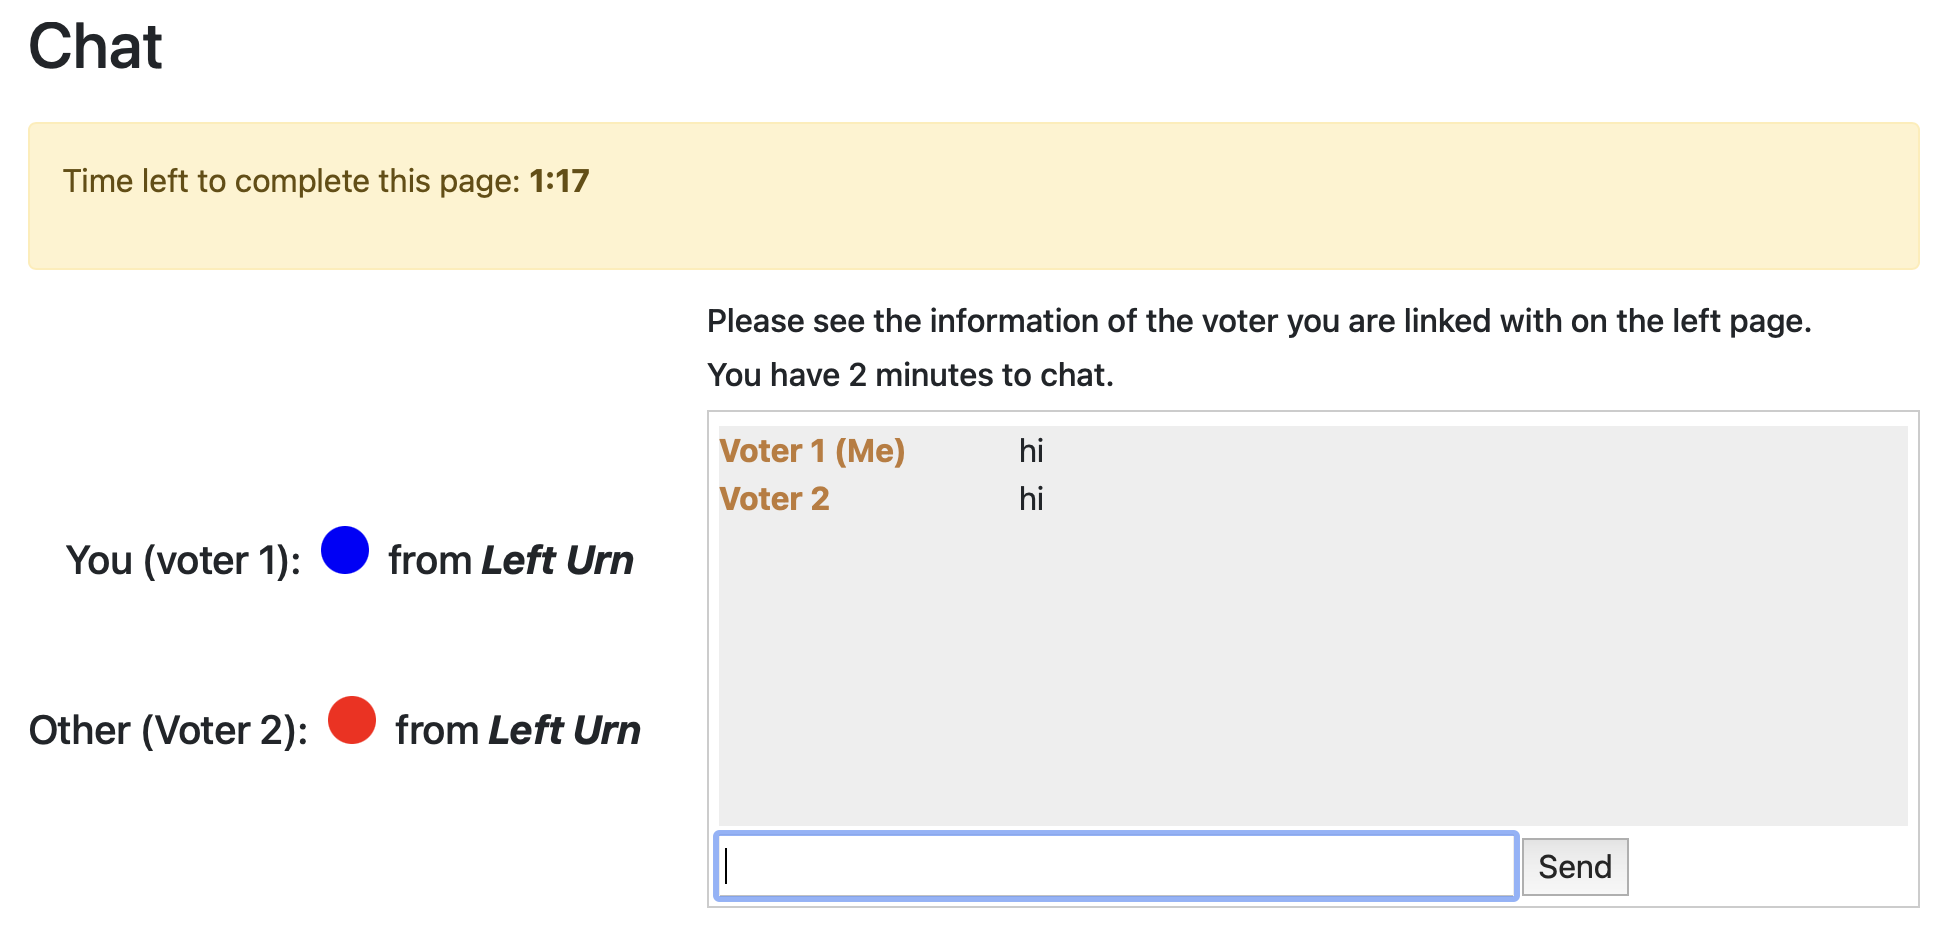 Chat
Time left to complete this page: 1:17
Please see the information of the voter you are linked with on the left page.
You have 2 minutes to chat.
Voter 1 (Me) hi
Voter 2 hi
You (voter 1): from Left Urn
Other (Voter 2): from Left Urn
Send